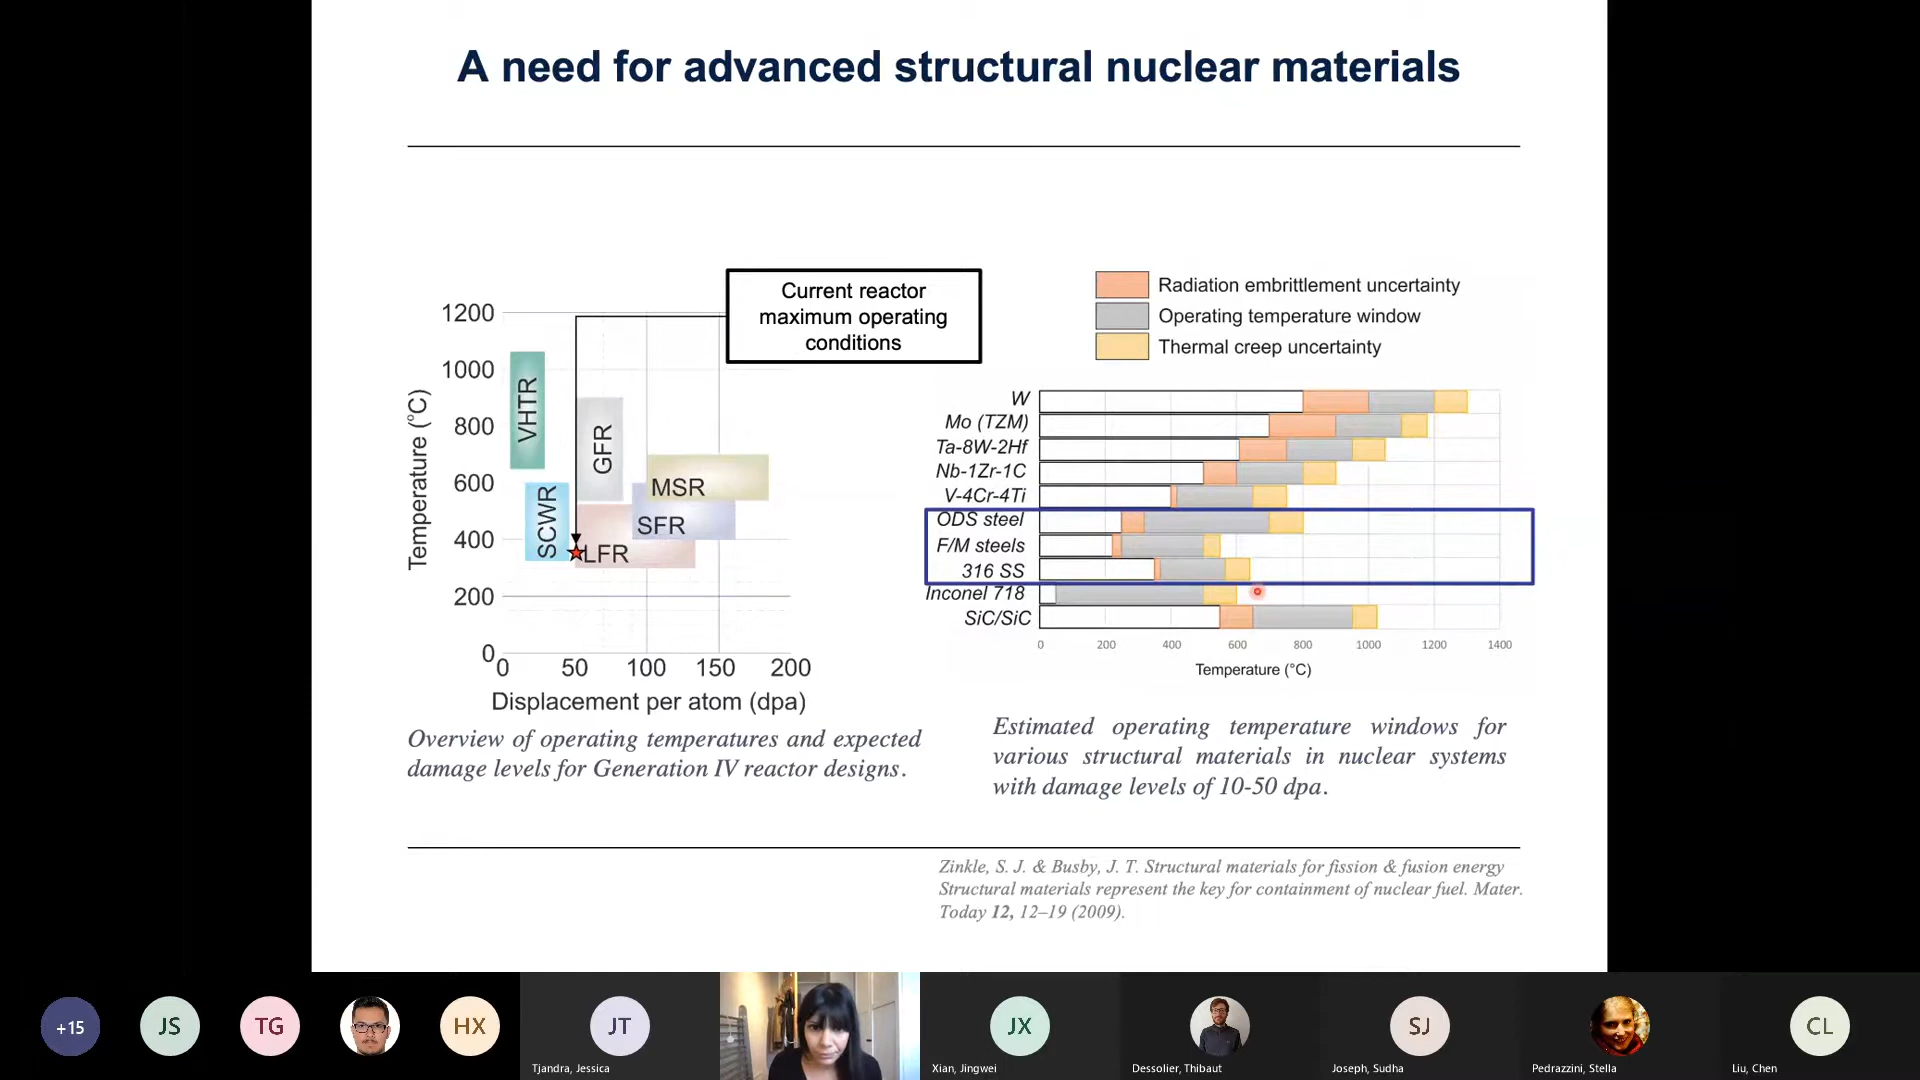 A need for advanced structural nuclear materials
Current reactor
maximum operating
conditions
1200
1000
800
600
400
200
0
Temperature (°C)
VHTR
SCWR
GFR
MSR
SFR
LFR
0 50 100 150 200
Displacement per atom (dpa)
Overview of operating temperatures and expected
damage levels for Generation IV reactor designs.
Radiation embrittlement uncertainty
Operating temperature window
Thermal creep uncertainty
W
Mo (TZM)
Ta-8W-2Hf
Nb-1Zr-1C
V-4Cr-4Ti
ODS steel
F/M steels
316 SS
Inconel 718
SiC/SiC
0 200 400 600 800 1000 1200 1400
Temperature (°C)
Estimated operating temperature windows for
various structural materials in nuclear systems
with damage levels of 10-50 dpa.
Zinkle, S. J. & Busby, J. T. Structural materials for fission & fusion energy
Structural materials represent the key for containment of nuclear fuel. Mater.
Today 12, 12–19 (2009).
+15
JS
TG
HX
JT
Tjandra, Jessica
JX
Xian, Jingwei
Dessolier, Thibaut
SJ
Joseph, Sudha
Pedrazzini, Stella
CL
Liu, Chen